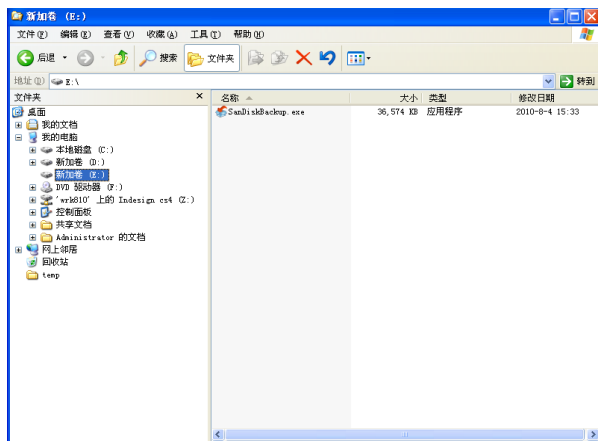 新加卷 (E:)
文件(F) 编辑(E) 查看(V) 收藏(A) 工具(T) 帮助(H)
后退 搜索 文件夹
地址(D) E:\ 转到
文件夹 × 名称 大小 类型 修改日期
桌面 SanDiskBackup.exe 36,574 KB 应用程序 2010-8-4 15:33
我的文档
我的电脑
本地磁盘 (C:)
新加卷 (D:)
新加卷 (E:)
DVD 驱动器 (F:)
'wrk810' 上的 Indesign cs4 (Z:)
控制面板
共享文档
Administrator 的文档
网上邻居
回收站
temp